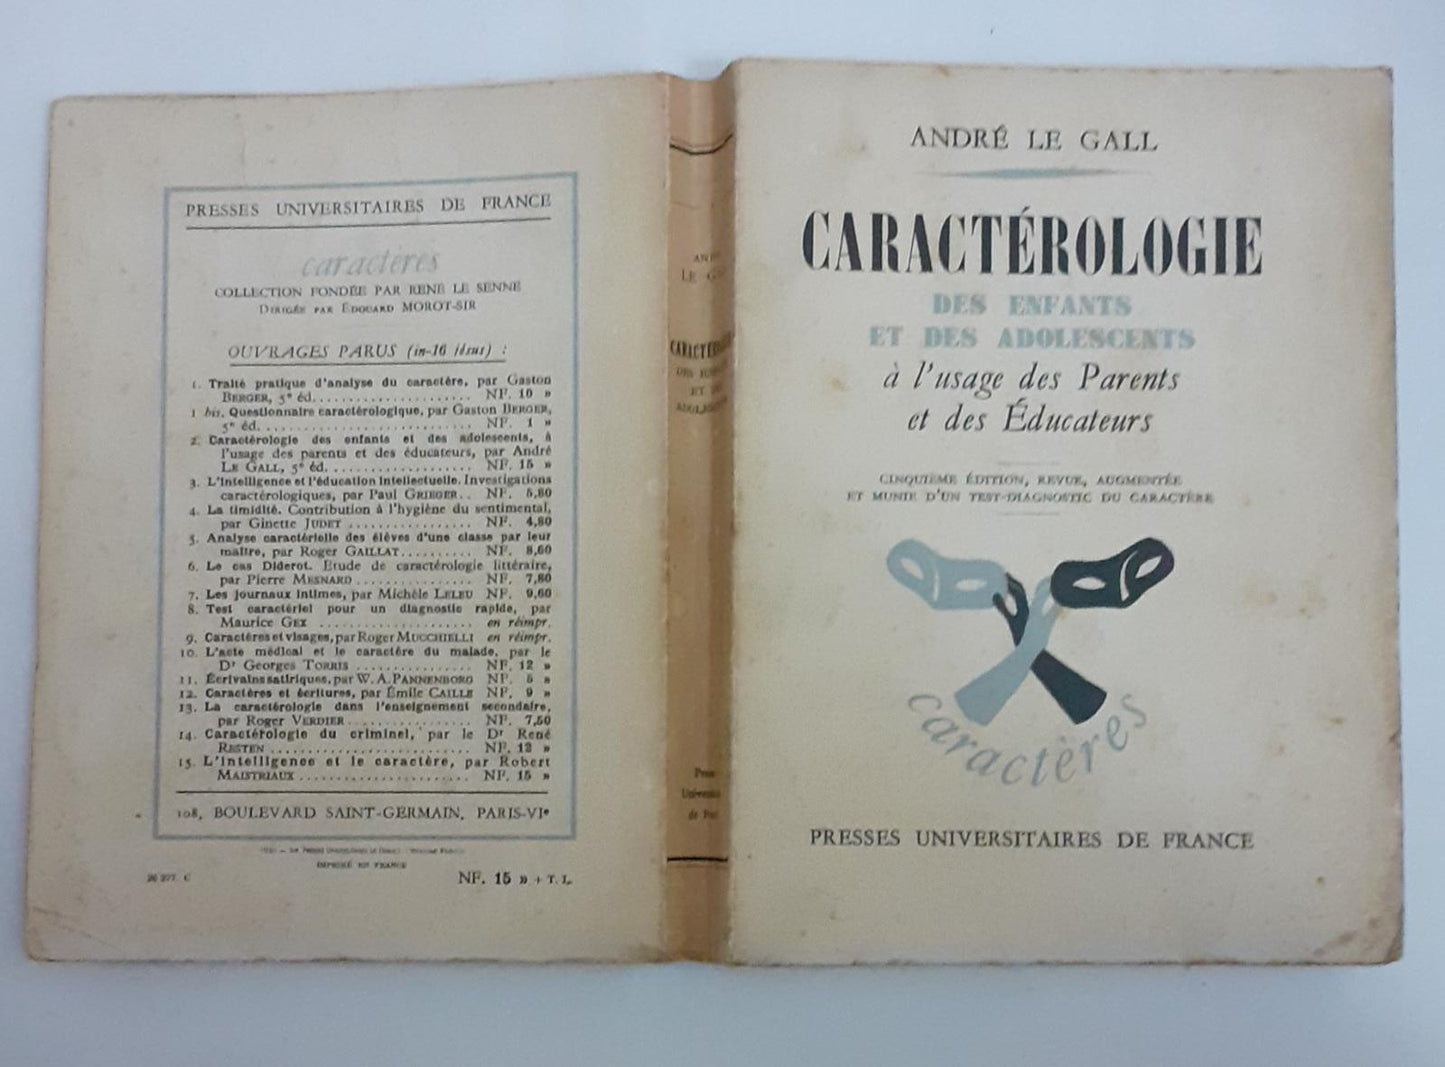 PRESSES UNIVERSITAIRES DE FRANCE
caractères
COLLECTION FONDÉE PAR RENÉ LE SENNE
DIRIGÉE PAR ÉDOUARD MOROT-SIR
OUVRAGES PARUS (in-16 jésus) :
1. Traité pratique d'analyse du caractère, par Gaston
BERGER, 5e éd. .................... NF. 10 »
1 bis. Questionnaire caractérologique, par Gaston BERGER,
5e éd. .......................... NF. 1 »
2. Caractérologie des enfants et des adolescents, à
l'usage des parents et des éducateurs, par André
LE GALL, 5e éd. .................. NF. 15 »
3. L'intelligence et l'éducation intellectuelle. Investigations
caractérologiques, par Paul GRIEGER.. NF. 5,80
4. La timidité. Contribution à l'hygiène du sentimental,
par Ginette JUDET ................ NF. 4,80
5. Analyse caractérielle des élèves d'une classe par leur
maître, par Roger GAILLAT.......... NF. 8,60
6. Le cas Diderot. Étude de caractérologie littéraire,
par Pierre MESNARD ................ NF. 7,80
7. Les journaux intimes, par Michèle LELEU NF. 9,60
8. Test caractériel pour un diagnostic rapide, par
Maurice GEX .................... en réimpr.
9. Caractères et visages, par Roger MUCCHIELLI en réimpr.
10. L'acte médical et le caractère du malade, par le
Dr Georges TORRIS ................ NF. 12 »
11. Écrivains satiriques, par W. A. PANNENBORG NF. 5 »
12. Caractères et écritures, par Émile CAILLE NF. 9 »
13. La caractérologie dans l'enseignement secondaire,
par Roger VERDIER ................ NF. 7,50
14. Caractérologie du criminel, par le Dr René
RESTEN .......................... NF. 12 »
15. L'intelligence et le caractère, par Robert
MAISTRIAUX ...................... NF. 15 »
108, BOULEVARD SAINT-GERMAIN, PARIS-VIe
IMPRIMÉ EN FRANCE
NF. 15 » + T. L.
LE
CARACTÉROLOGIE
ET
ANDRÉ LE GALL
CARACTÉROLOGIE
DES ENFANTS
ET DES ADOLESCENTS
à l'usage des Parents
et des Éducateurs
CINQUIÈME ÉDITION, REVUE, AUGMENTÉE
ET MUNIE D'UN TEST-DIAGNOSTIC DU CARACTÈRE
caractères
PRESSES UNIVERSITAIRES DE FRANCE